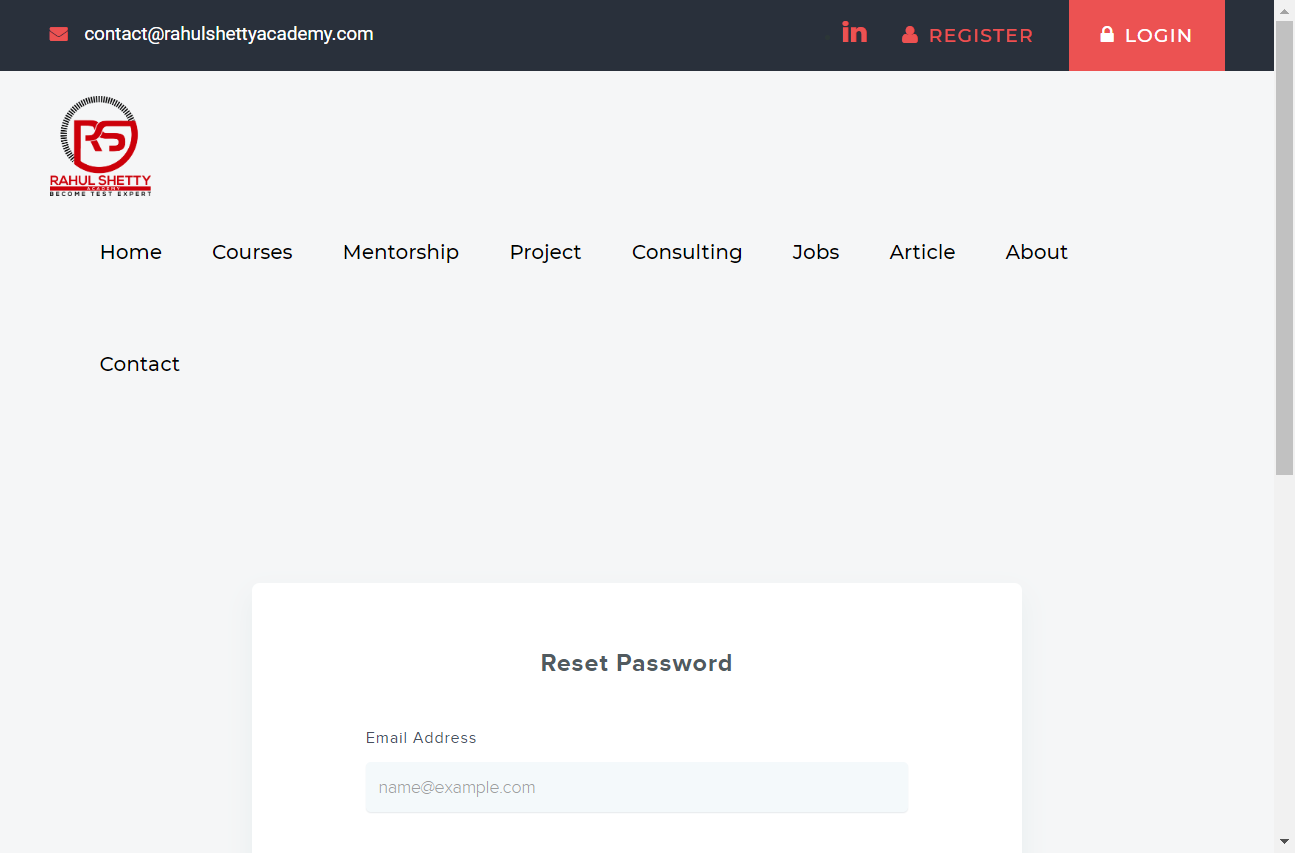 contact@rahulshettyacademy.com
REGISTER
LOGIN
RS
RAHUL SHETTY
ACADEMY
BECOME TEST EXPERT
Home Courses Mentorship Project Consulting Jobs Article About
Contact
Reset Password
Email Address
name@example.com